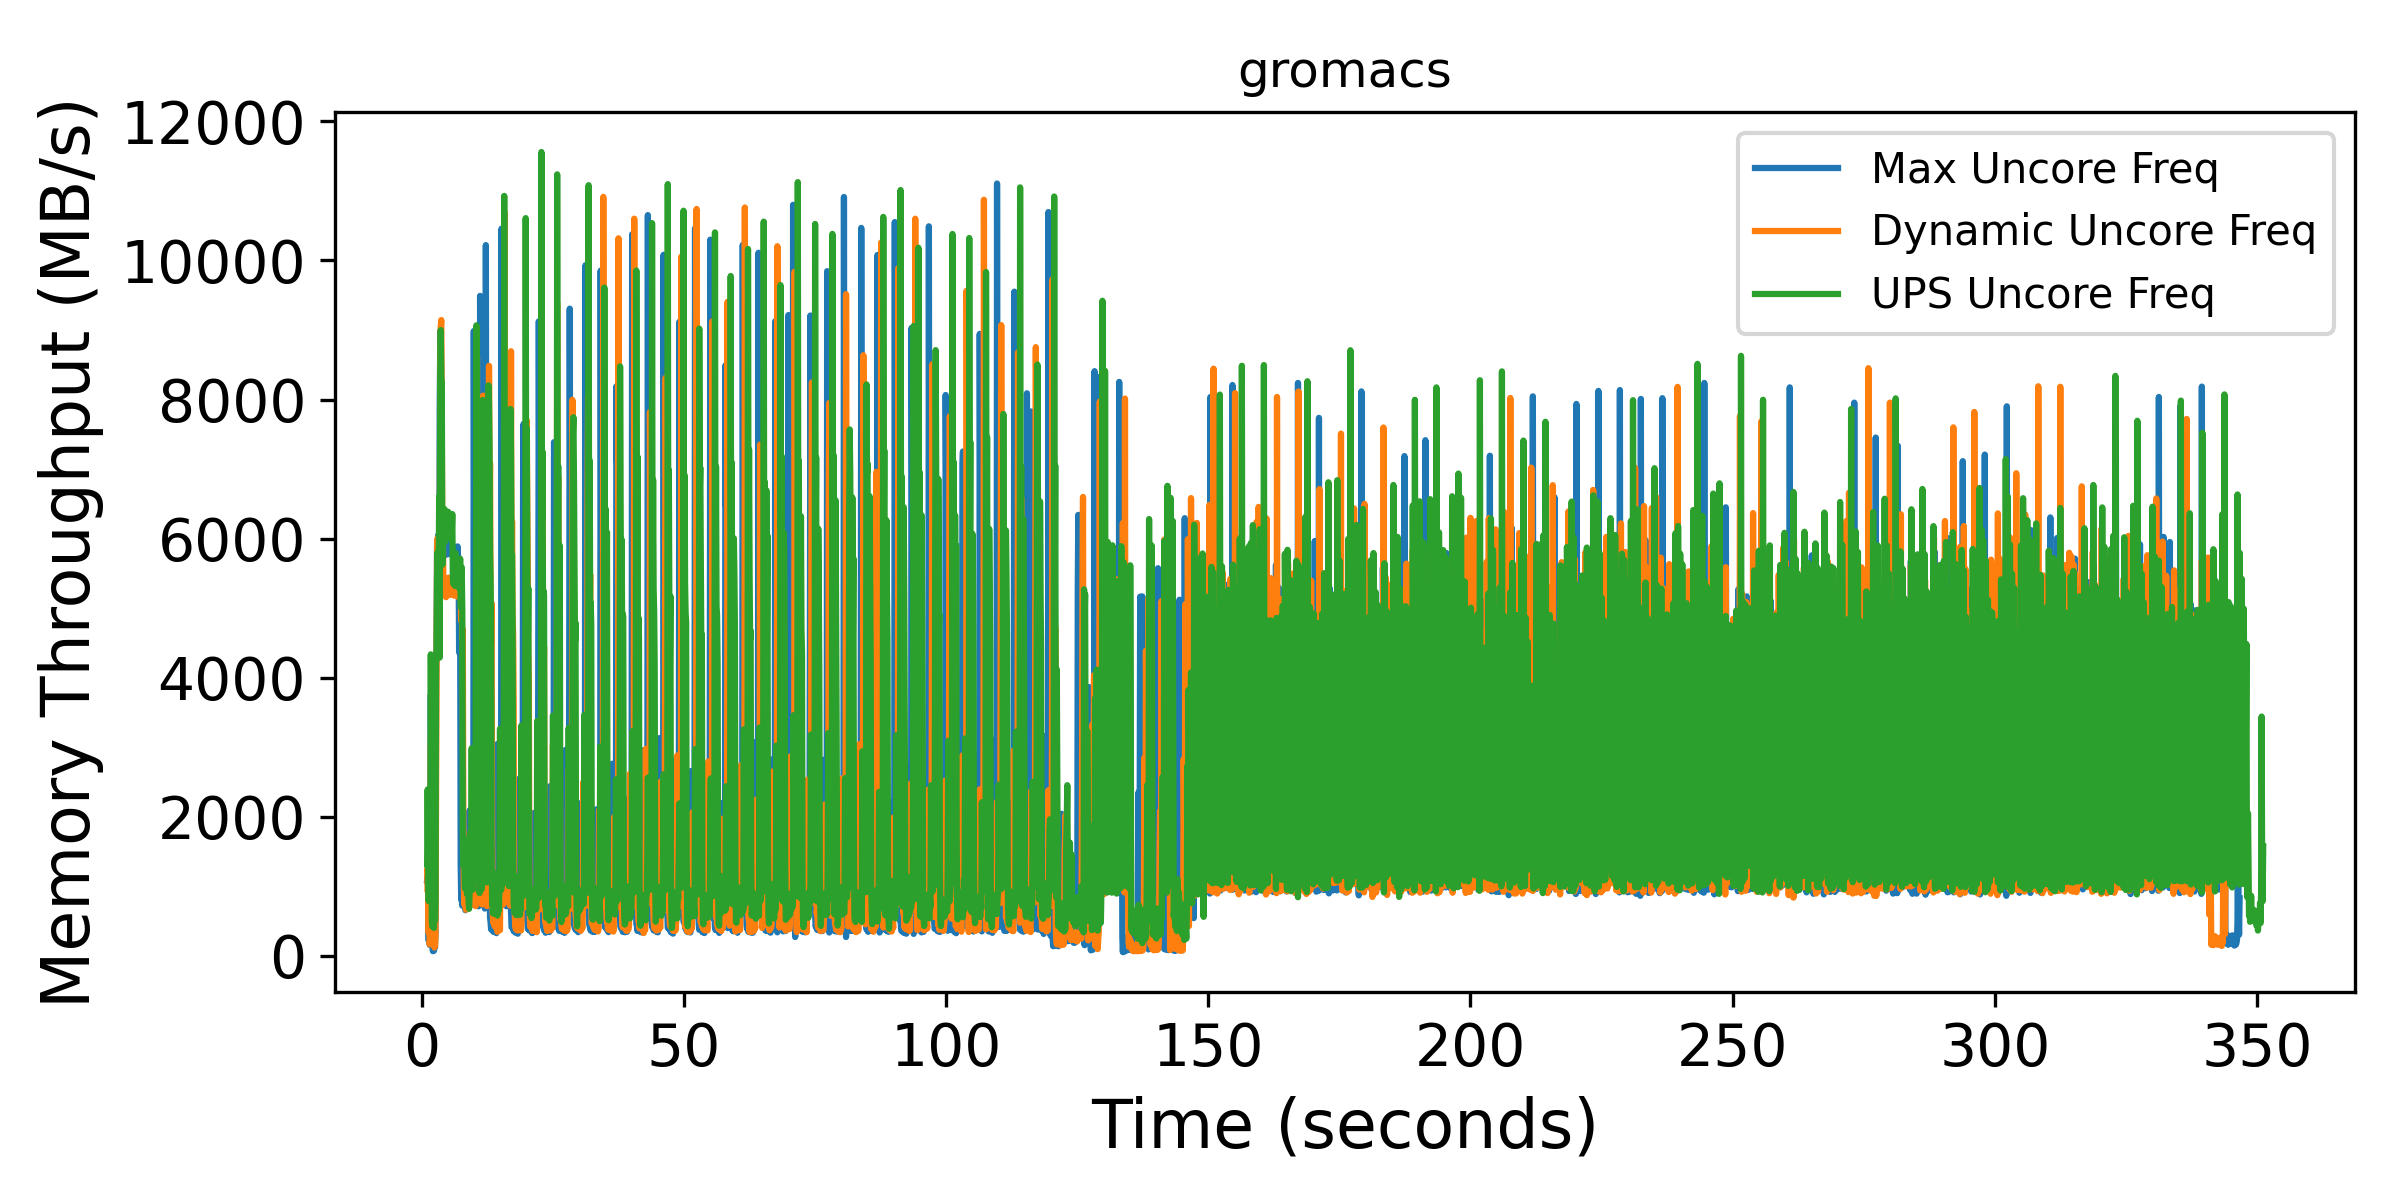 gromacs
12000
10000
8000
6000
4000
2000
0
Memory Throughput (MB/s)
Max Uncore Freq
Dynamic Uncore Freq
UPS Uncore Freq
0 50 100 150 200 250 300 350
Time (seconds)